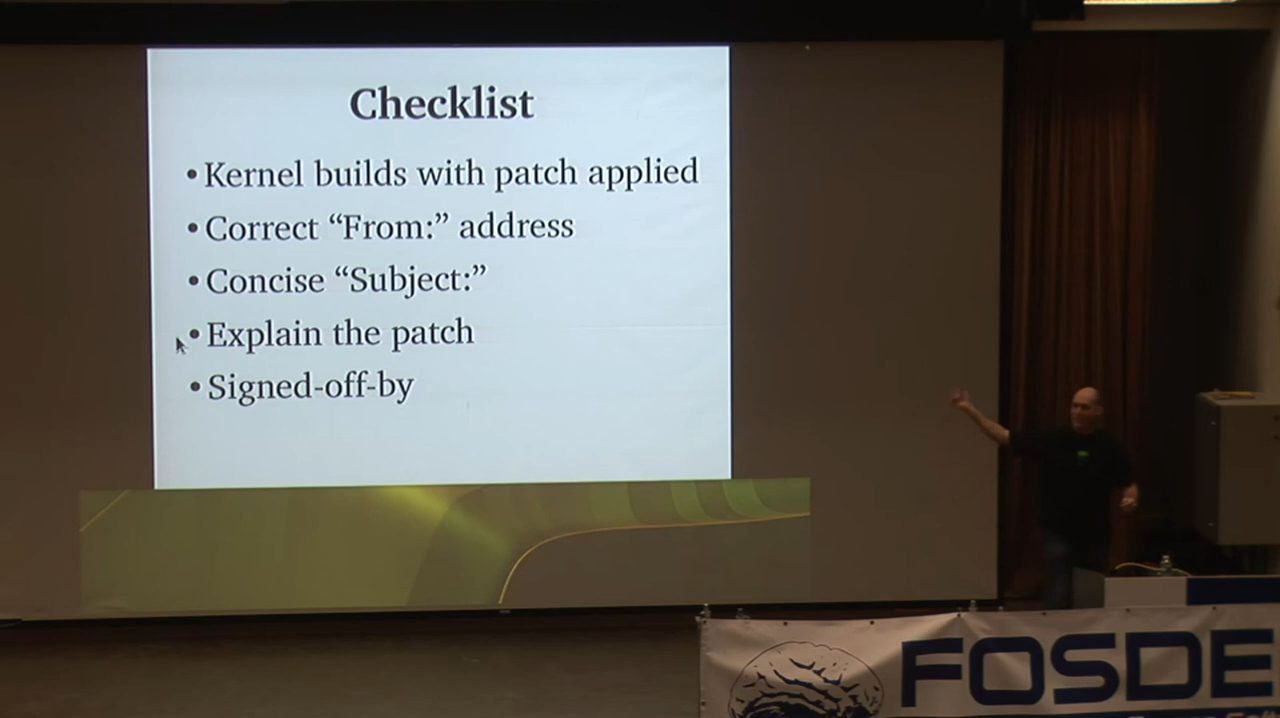 Checklist
• Kernel builds with patch applied
• Correct “From:” address
• Concise “Subject:”
• Explain the patch
• Signed-off-by
FOSDE